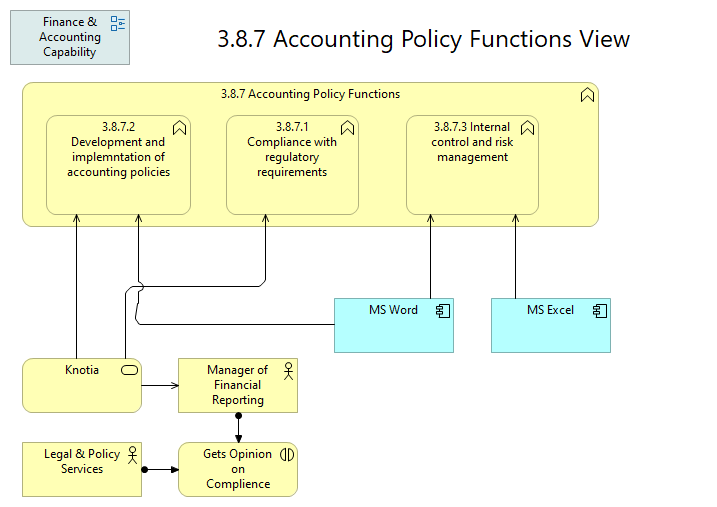 Finance &
Accounting
Capability
3.8.7 Accounting Policy Functions View
3.8.7 Accounting Policy Functions
3.8.7.2
Development and
implemntation of
accounting policies
3.8.7.1
Compliance with
regulatory
requirements
3.8.7.3 Internal
control and risk
management
MS Word
MS Excel
Knotia
Manager of
Financial
Reporting
Legal & Policy
Services
Gets Opinion
on
Complience